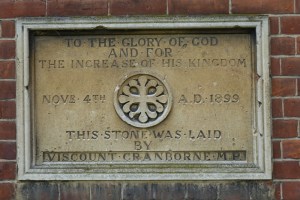 TO THE GLORY OF GOD
AND FOR
THE INCREASE OF HIS KINGDOM
NOVR 4TH A.D. 1899
THIS STONE WAS LAID
BY
VISCOUNT CRANBORNE M.P.